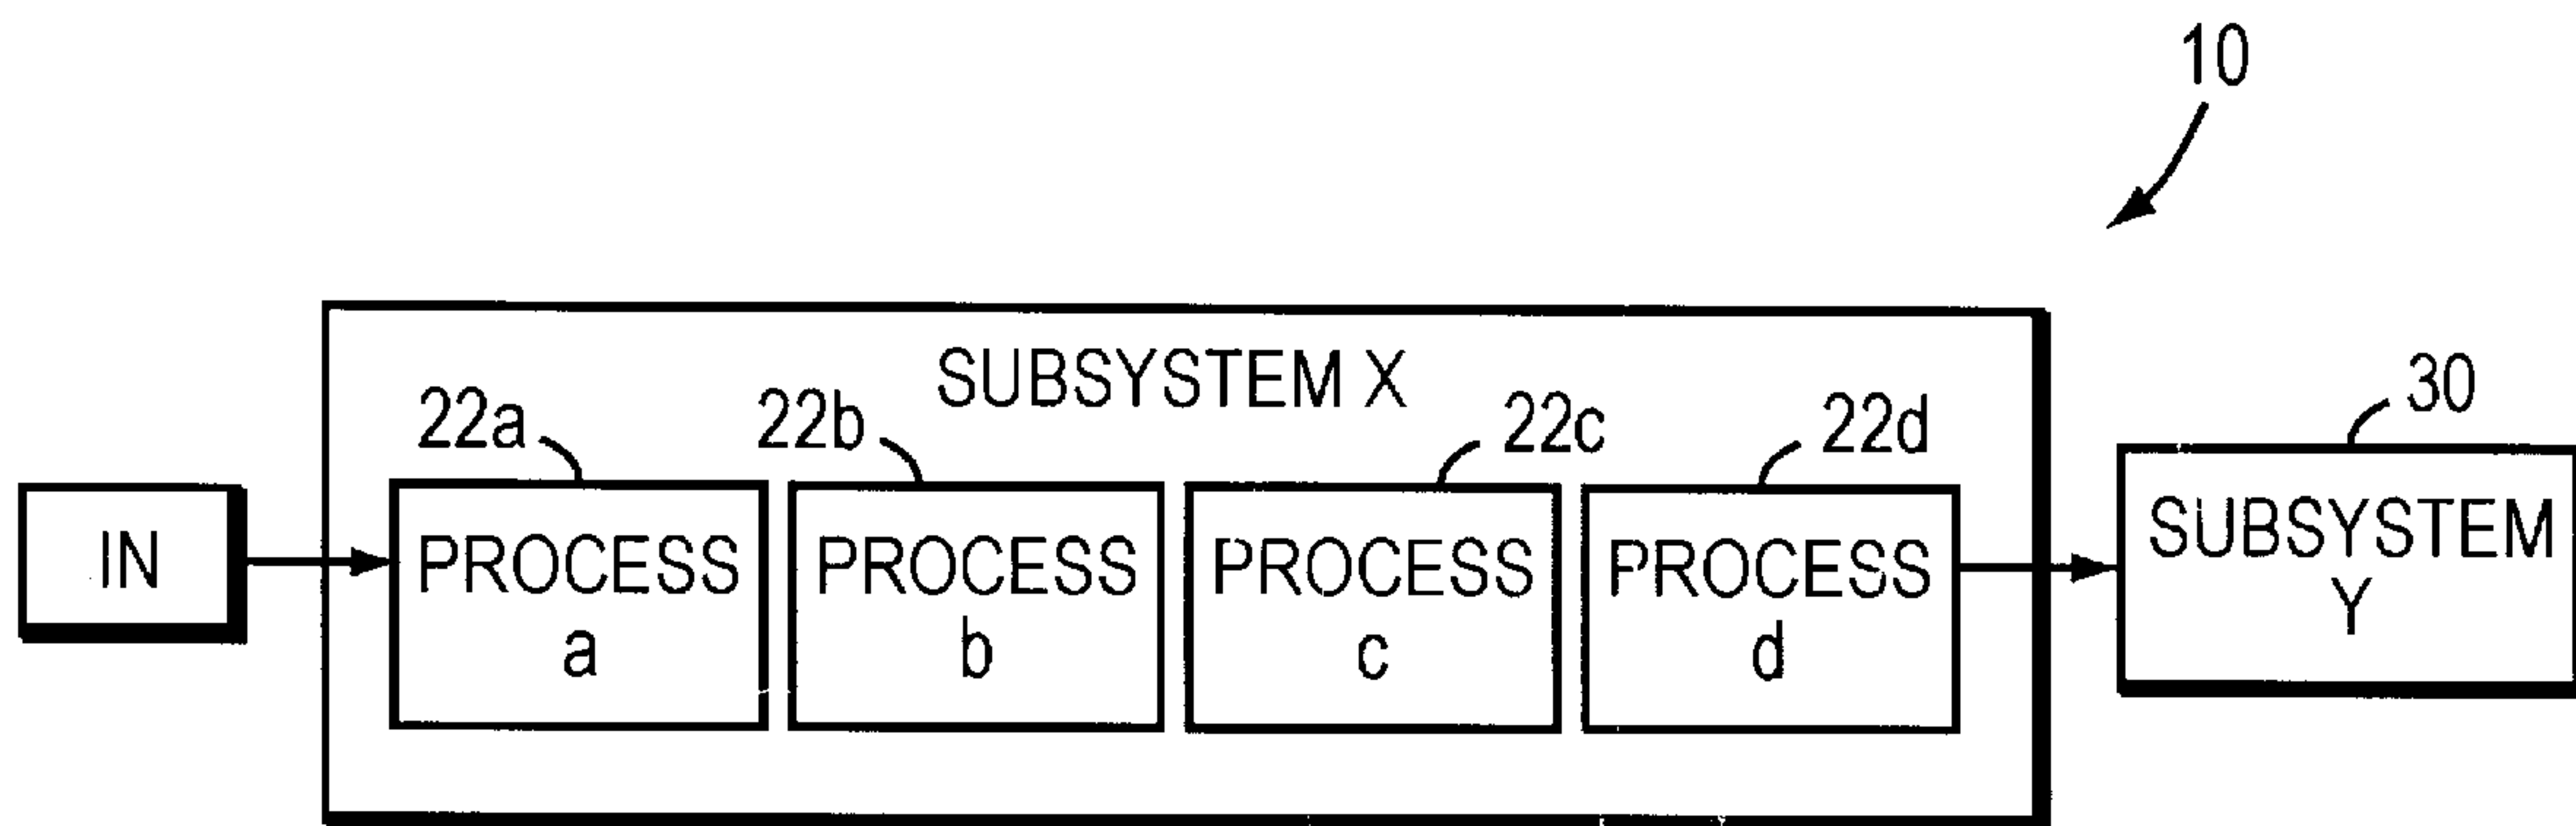 10
SUBSYSTEM X
30
22a
22b
22c
22d
IN
PROCESS
a
PROCESS
b
PROCESS
c
PROCESS
d
SUBSYSTEM
Y